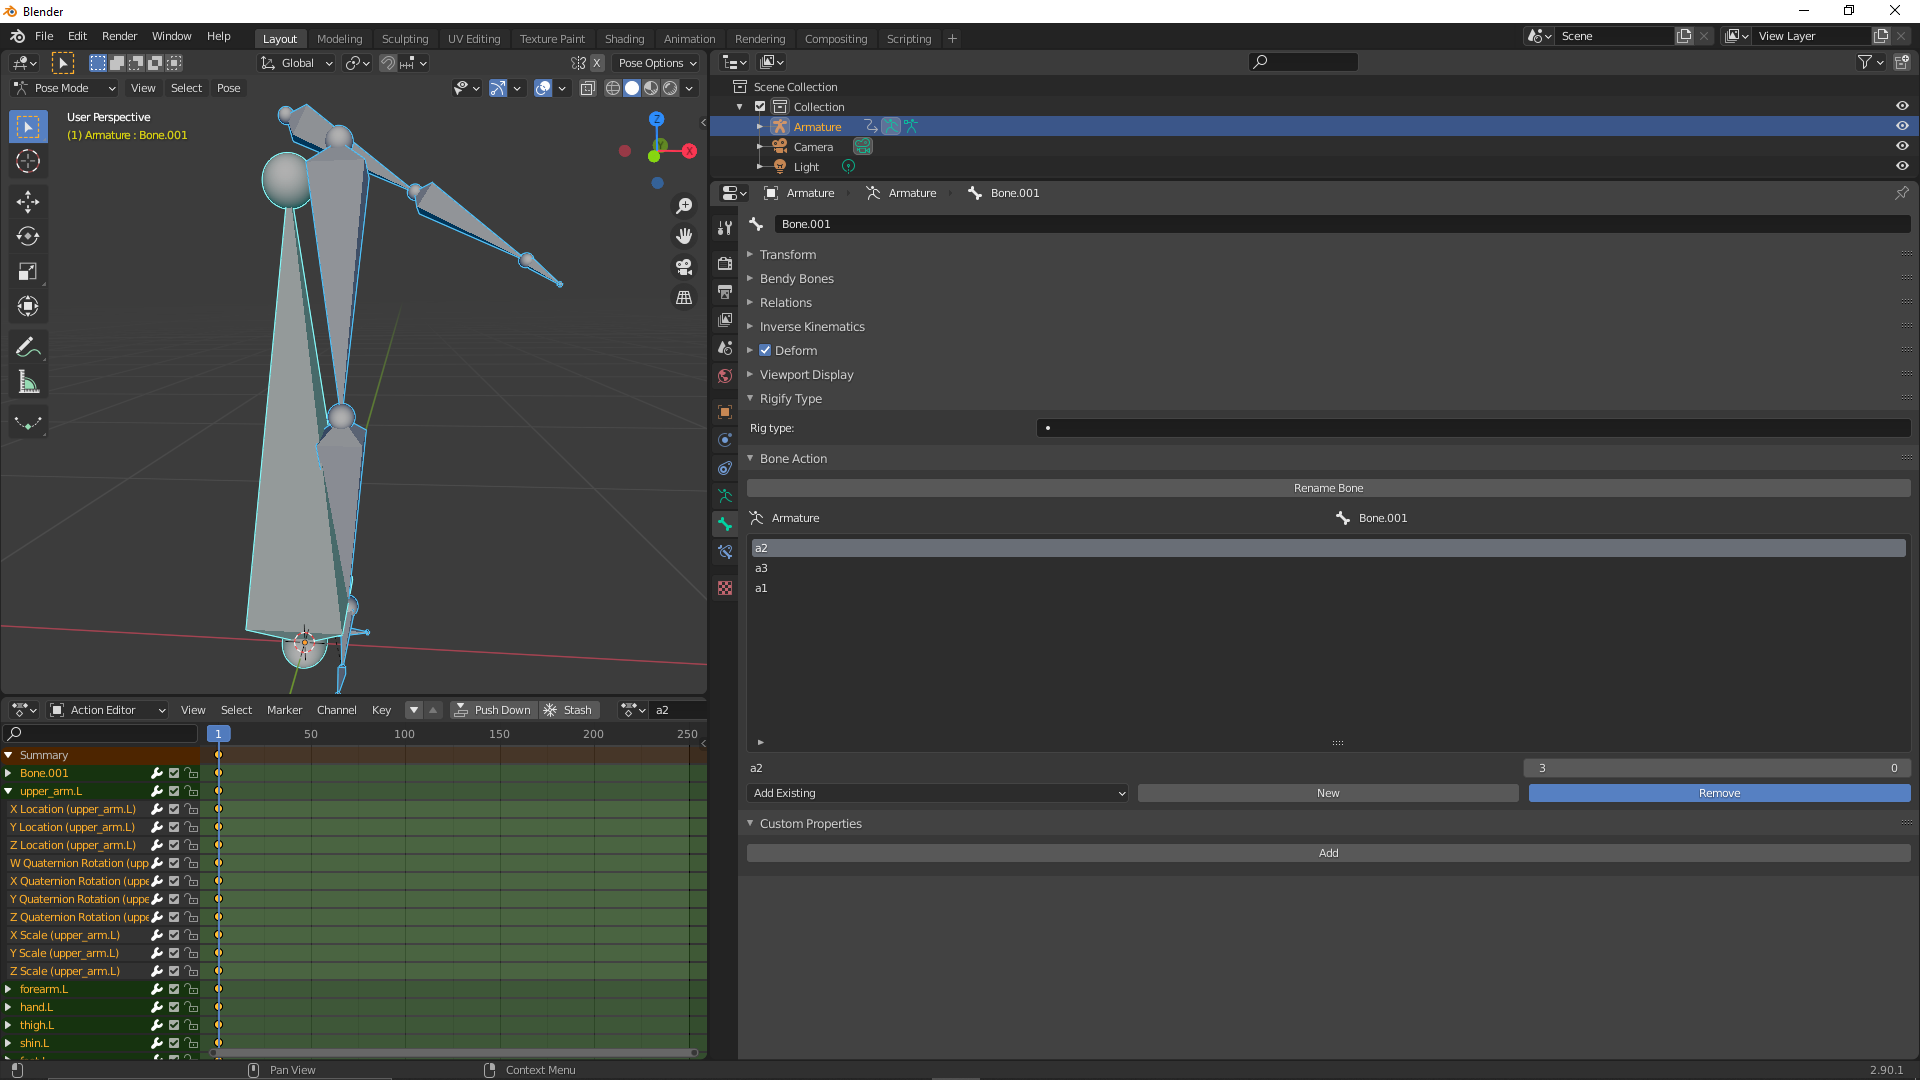 Blender
File Edit Render Window Help
Layout Modeling Sculpting UV Editing Texture Paint Shading Animation Rendering Compositing Scripting
Scene
View Layer
Global
X Pose Options
Pose Mode View Select Pose
User Perspective
(1) Armature : Bone.001
Z
Y
X
Scene Collection
Collection
Armature
Camera
Light
Armature Armature Bone.001
Bone.001
Transform
Bendy Bones
Relations
Inverse Kinematics
Deform
Viewport Display
Rigify Type
Rig type:
Bone Action
Rename Bone
Armature Bone.001
a2
a3
a1
a2 3 0
Add Existing New Remove
Custom Properties
Add
Action Editor View Select Marker Channel Key Push Down Stash a2
1 50 100 150 200 250
Summary
Bone.001
upper_arm.L
X Location (upper_arm.L)
Y Location (upper_arm.L)
Z Location (upper_arm.L)
W Quaternion Rotation (upp
X Quaternion Rotation (uppe
Y Quaternion Rotation (uppe
Z Quaternion Rotation (uppe
X Scale (upper_arm.L)
Y Scale (upper_arm.L)
Z Scale (upper_arm.L)
forearm.L
hand.L
thigh.L
shin.L
Pan View Context Menu 2.90.1